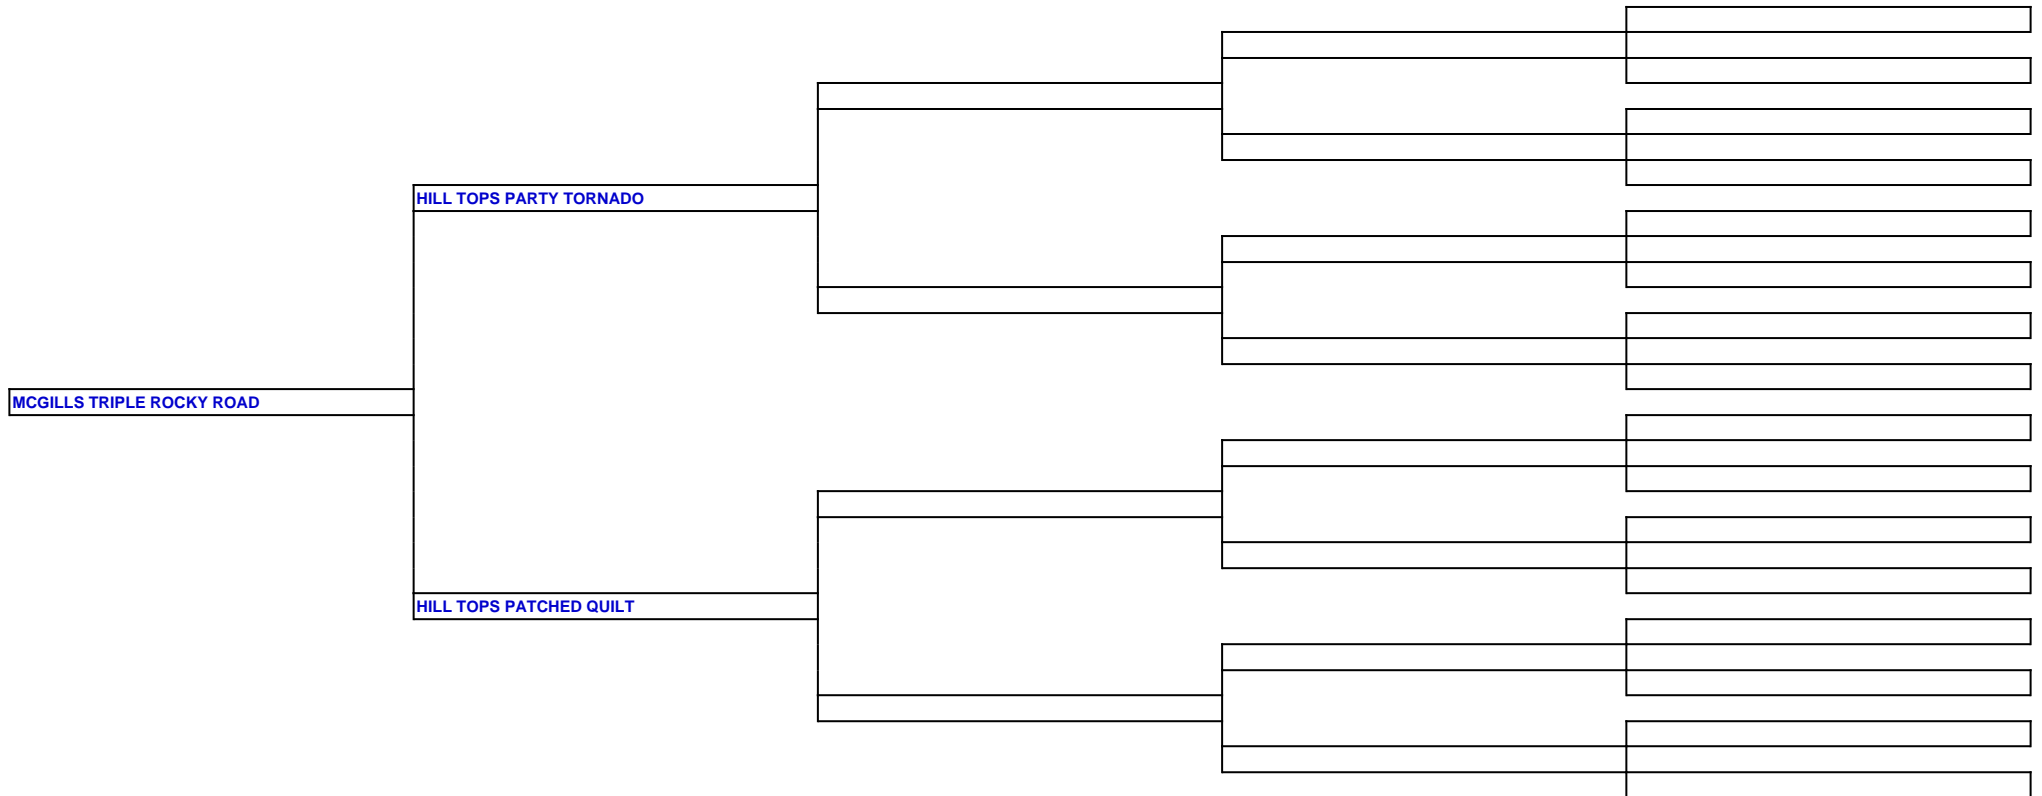 HILL TOPS PARTY TORNADO
MCGILLS TRIPLE ROCKY ROAD
HILL TOPS PATCHED QUILT